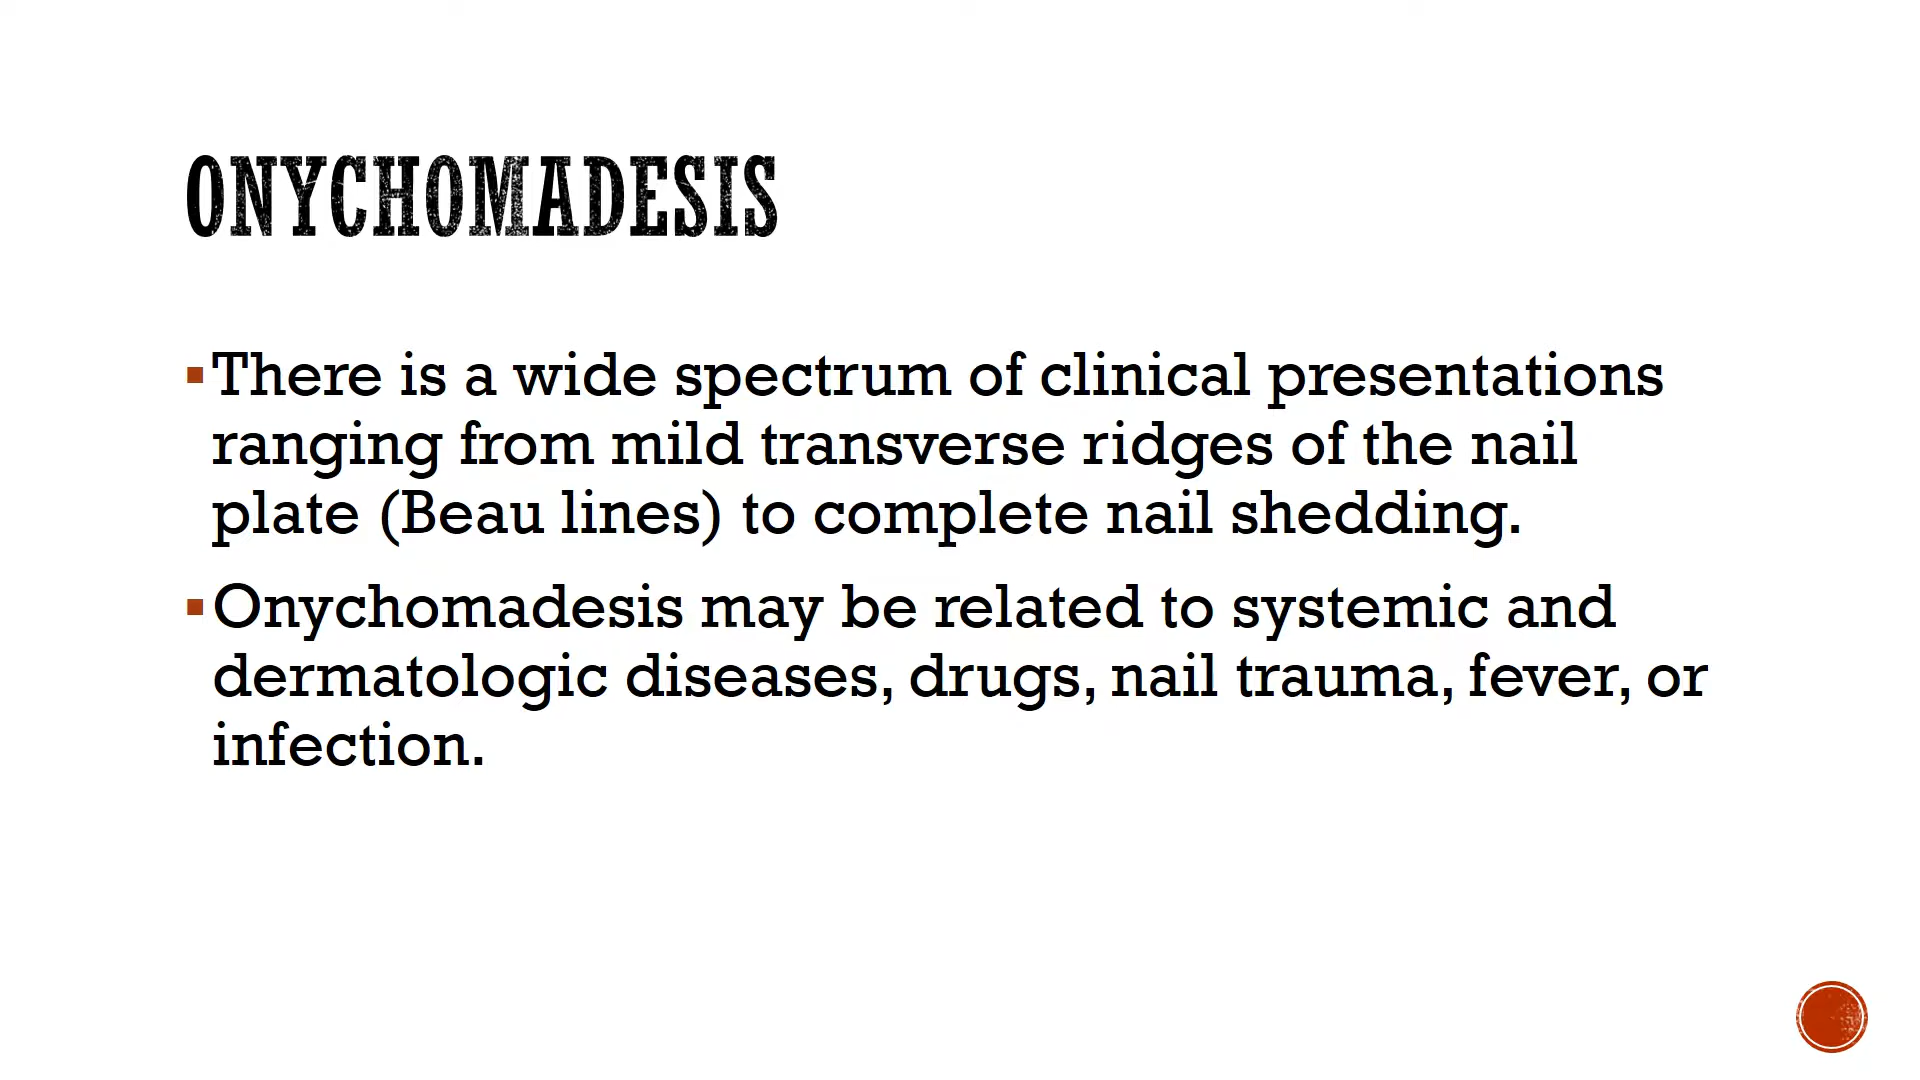 ONYCHOMADESIS
▪There is a wide spectrum of clinical presentations
ranging from mild transverse ridges of the nail
plate (Beau lines) to complete nail shedding.
▪Onychomadesis may be related to systemic and
dermatologic diseases, drugs, nail trauma, fever, or
infection.